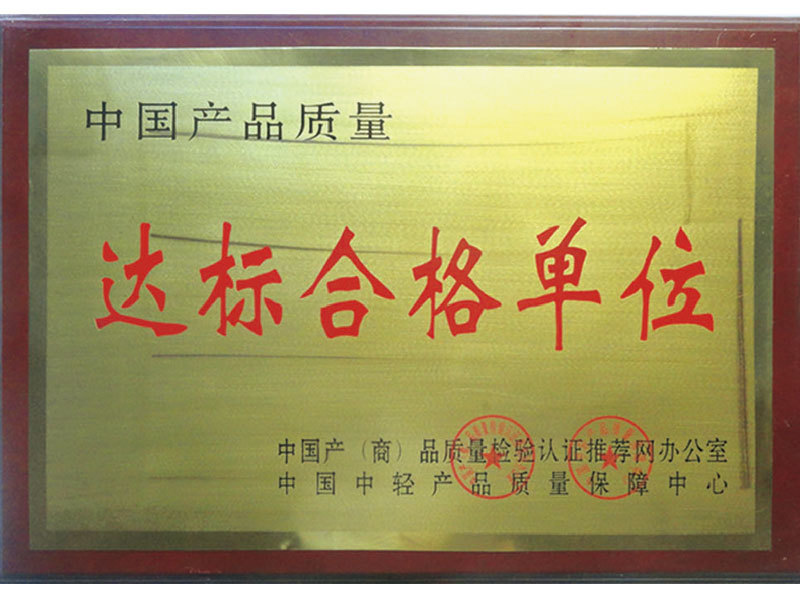 中国产品质量
达标合格单位
中国产（商）品质量检验认证推荐网办公室
中国中轻产品质量保障中心